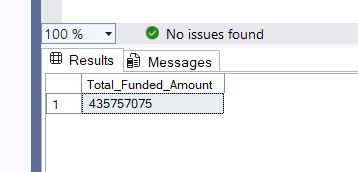 100 %
No issues found
Results
Messages
Total_Funded_Amount
1
435757075